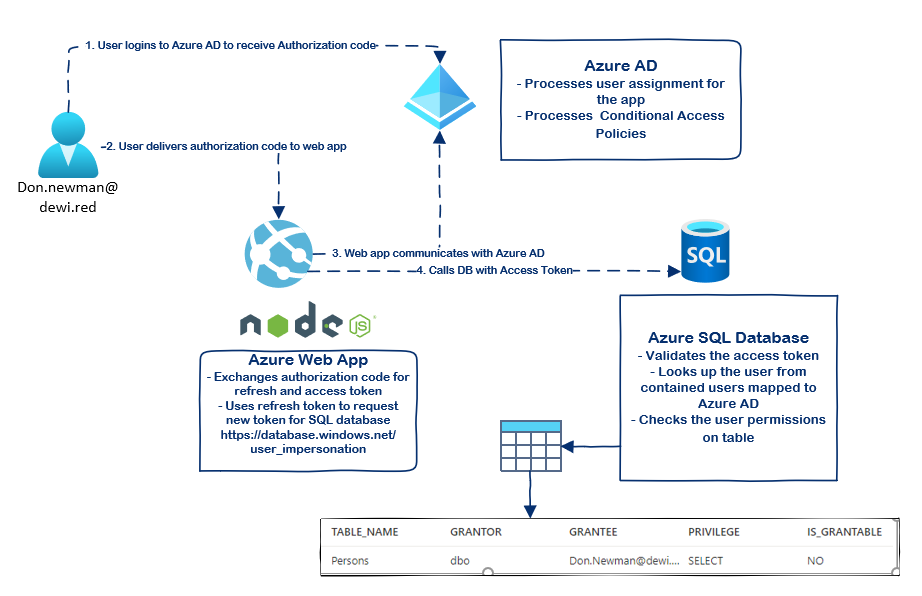 1. User logins to Azure AD to receive Authorization code
Azure AD
- Processes user assignment for
the app
- Processes Conditional Access
Policies
2. User delivers authorization code to web app
Don.newman@
dewi.red
3. Web app communicates with Azure AD
4. Calls DB with Access Token
SQL
node
JS
Azure Web App
- Exchanges authorization code for
refresh and access token
- Uses refresh token to request
new token for SQL database
https://database.windows.net/
user_impersonation
Azure SQL Database
- Validates the access token
- Looks up the user from
contained users mapped to
Azure AD
- Checks the user permissions
on table
TABLE_NAME GRANTOR GRANTEE PRIVILEGE IS_GRANTABLE
Persons dbo Don.Newman@dewi.... SELECT NO